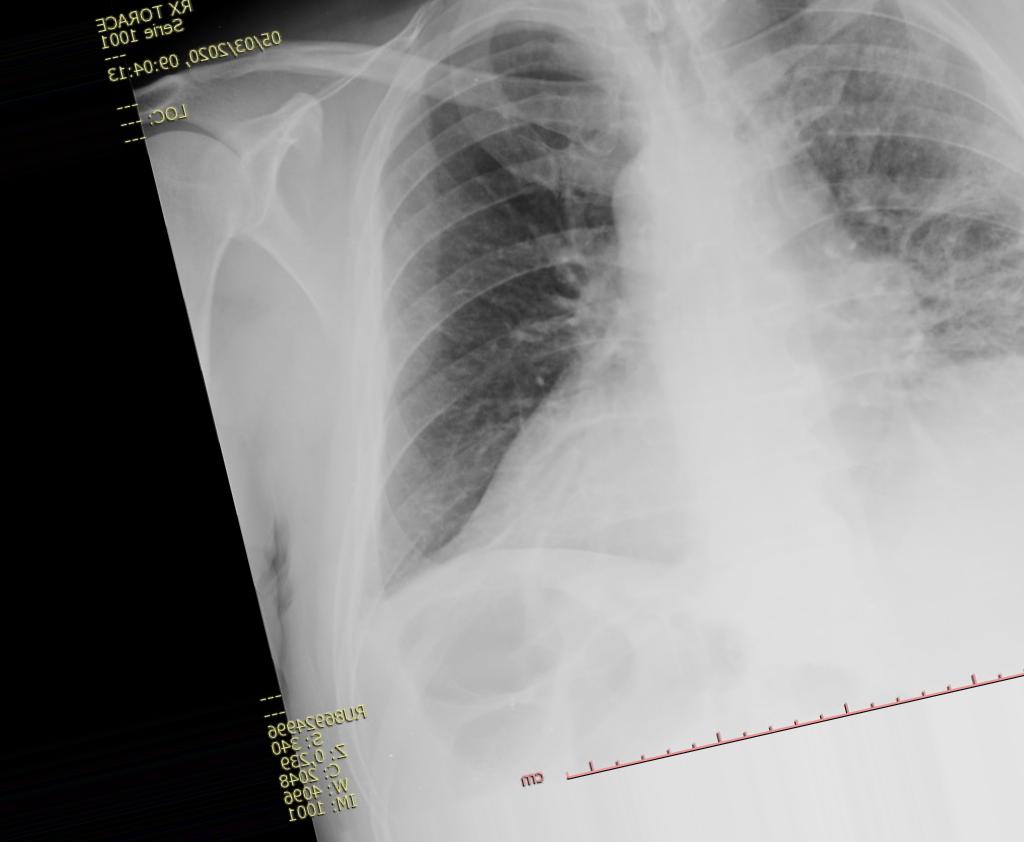 RX TORACE
Serie 1001
---
05/03/2020, 09:04:13
---
LOC: ---
---
---
---
RU86924996
S: 340
Z: 0,239
C: 2048
W: 4096
IM: 1001
cm